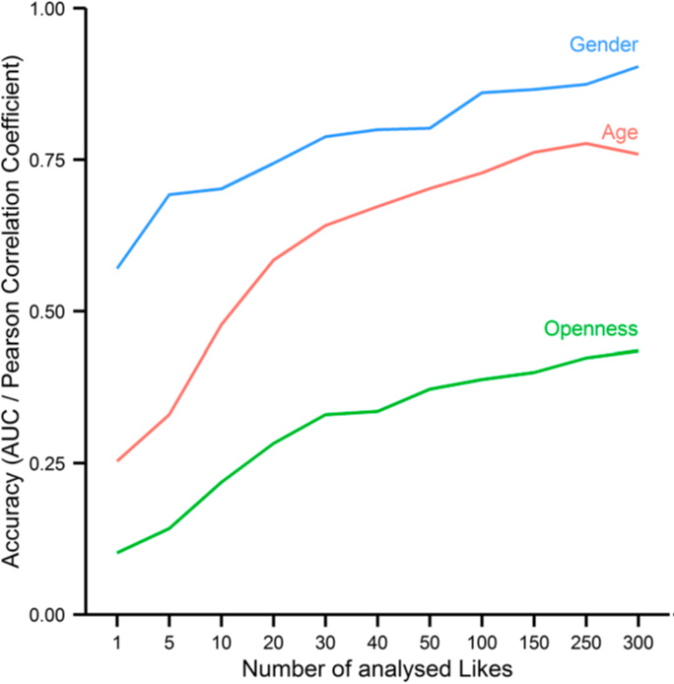 Accuracy (AUC / Pearson Correlation Coefficient)
1.00
0.75
0.50
0.25
0.00
Gender
Age
Openness
1 5 10 20 30 40 50 100 150 250 300
Number of analysed Likes